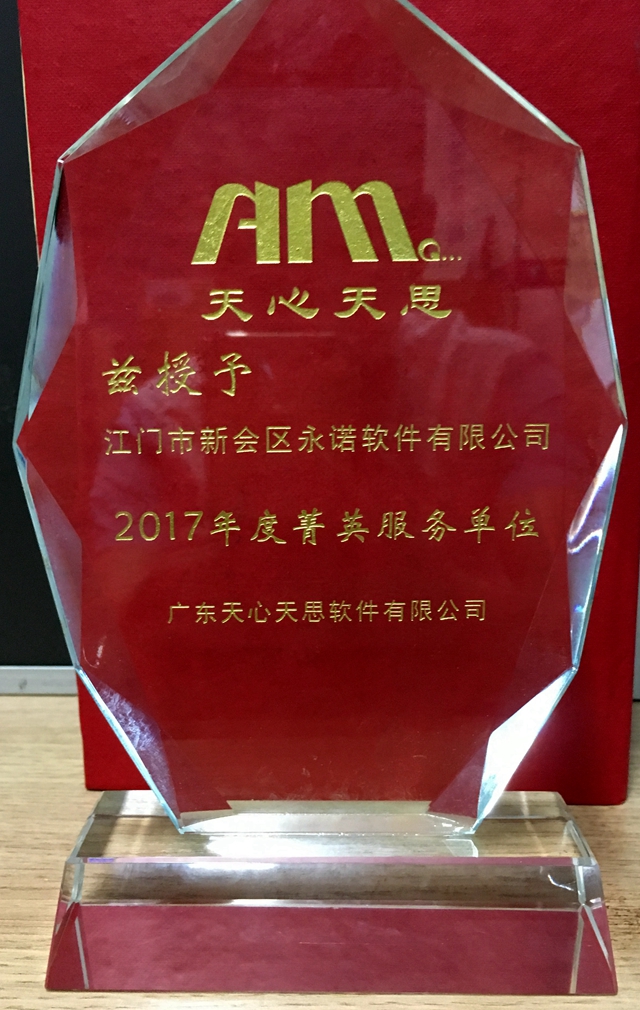 AMQ...
天心天思
兹授予
江门市新会区永诺软件有限公司
2017年度菁英服务单位
广东天心天思软件有限公司